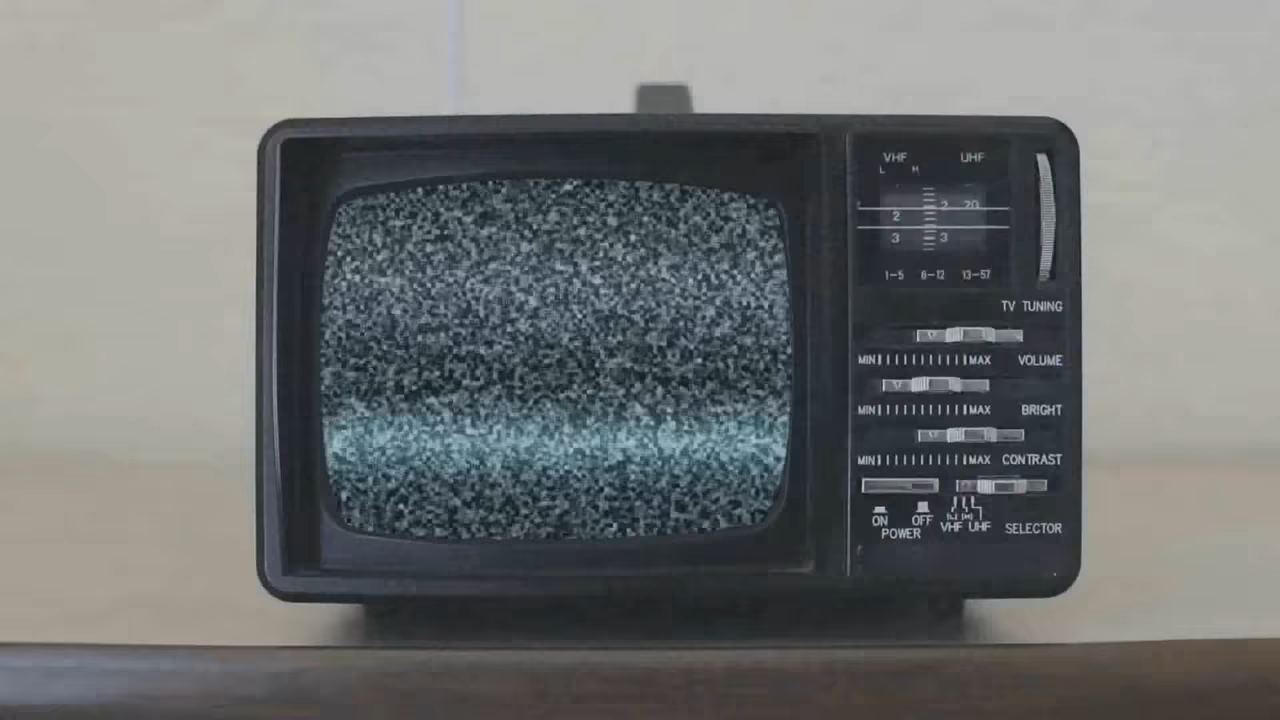 VHF UHF
L H
2 20
2
3 3
1-5 6-12 13-57
TV TUNING
MIN MAX VOLUME
MIN MAX BRIGHT
MIN MAX CONTRAST
ON OFF (L) (H)
VHF UHF
POWER SELECTOR